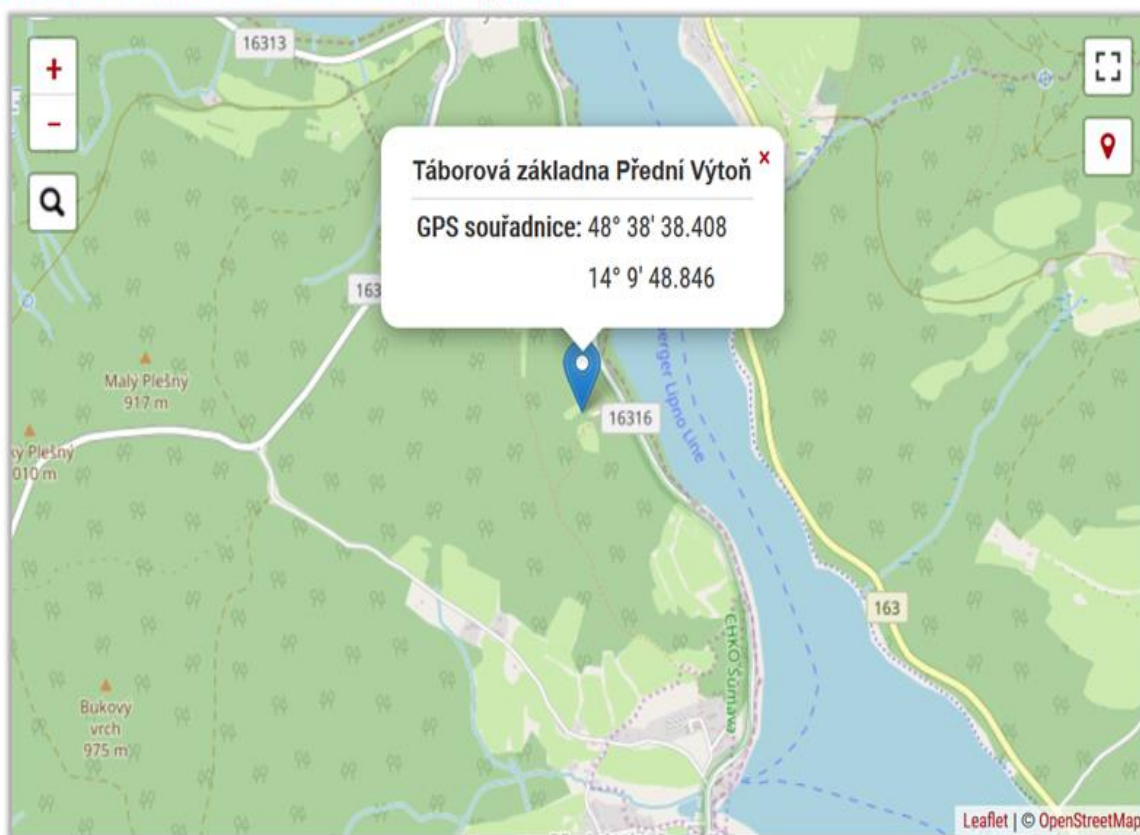 +
16313
−
Táborová základna Přední Výtoň
x
GPS souřadnice: 48° 38' 38.408
14° 9' 48.846
163
Malý Plešný
917 m
16316
erger Lipno Line
ý Plešný
010 m
163
CHKO Šumava
Bukový
vrch
975 m
Leaflet | © OpenStreetMap